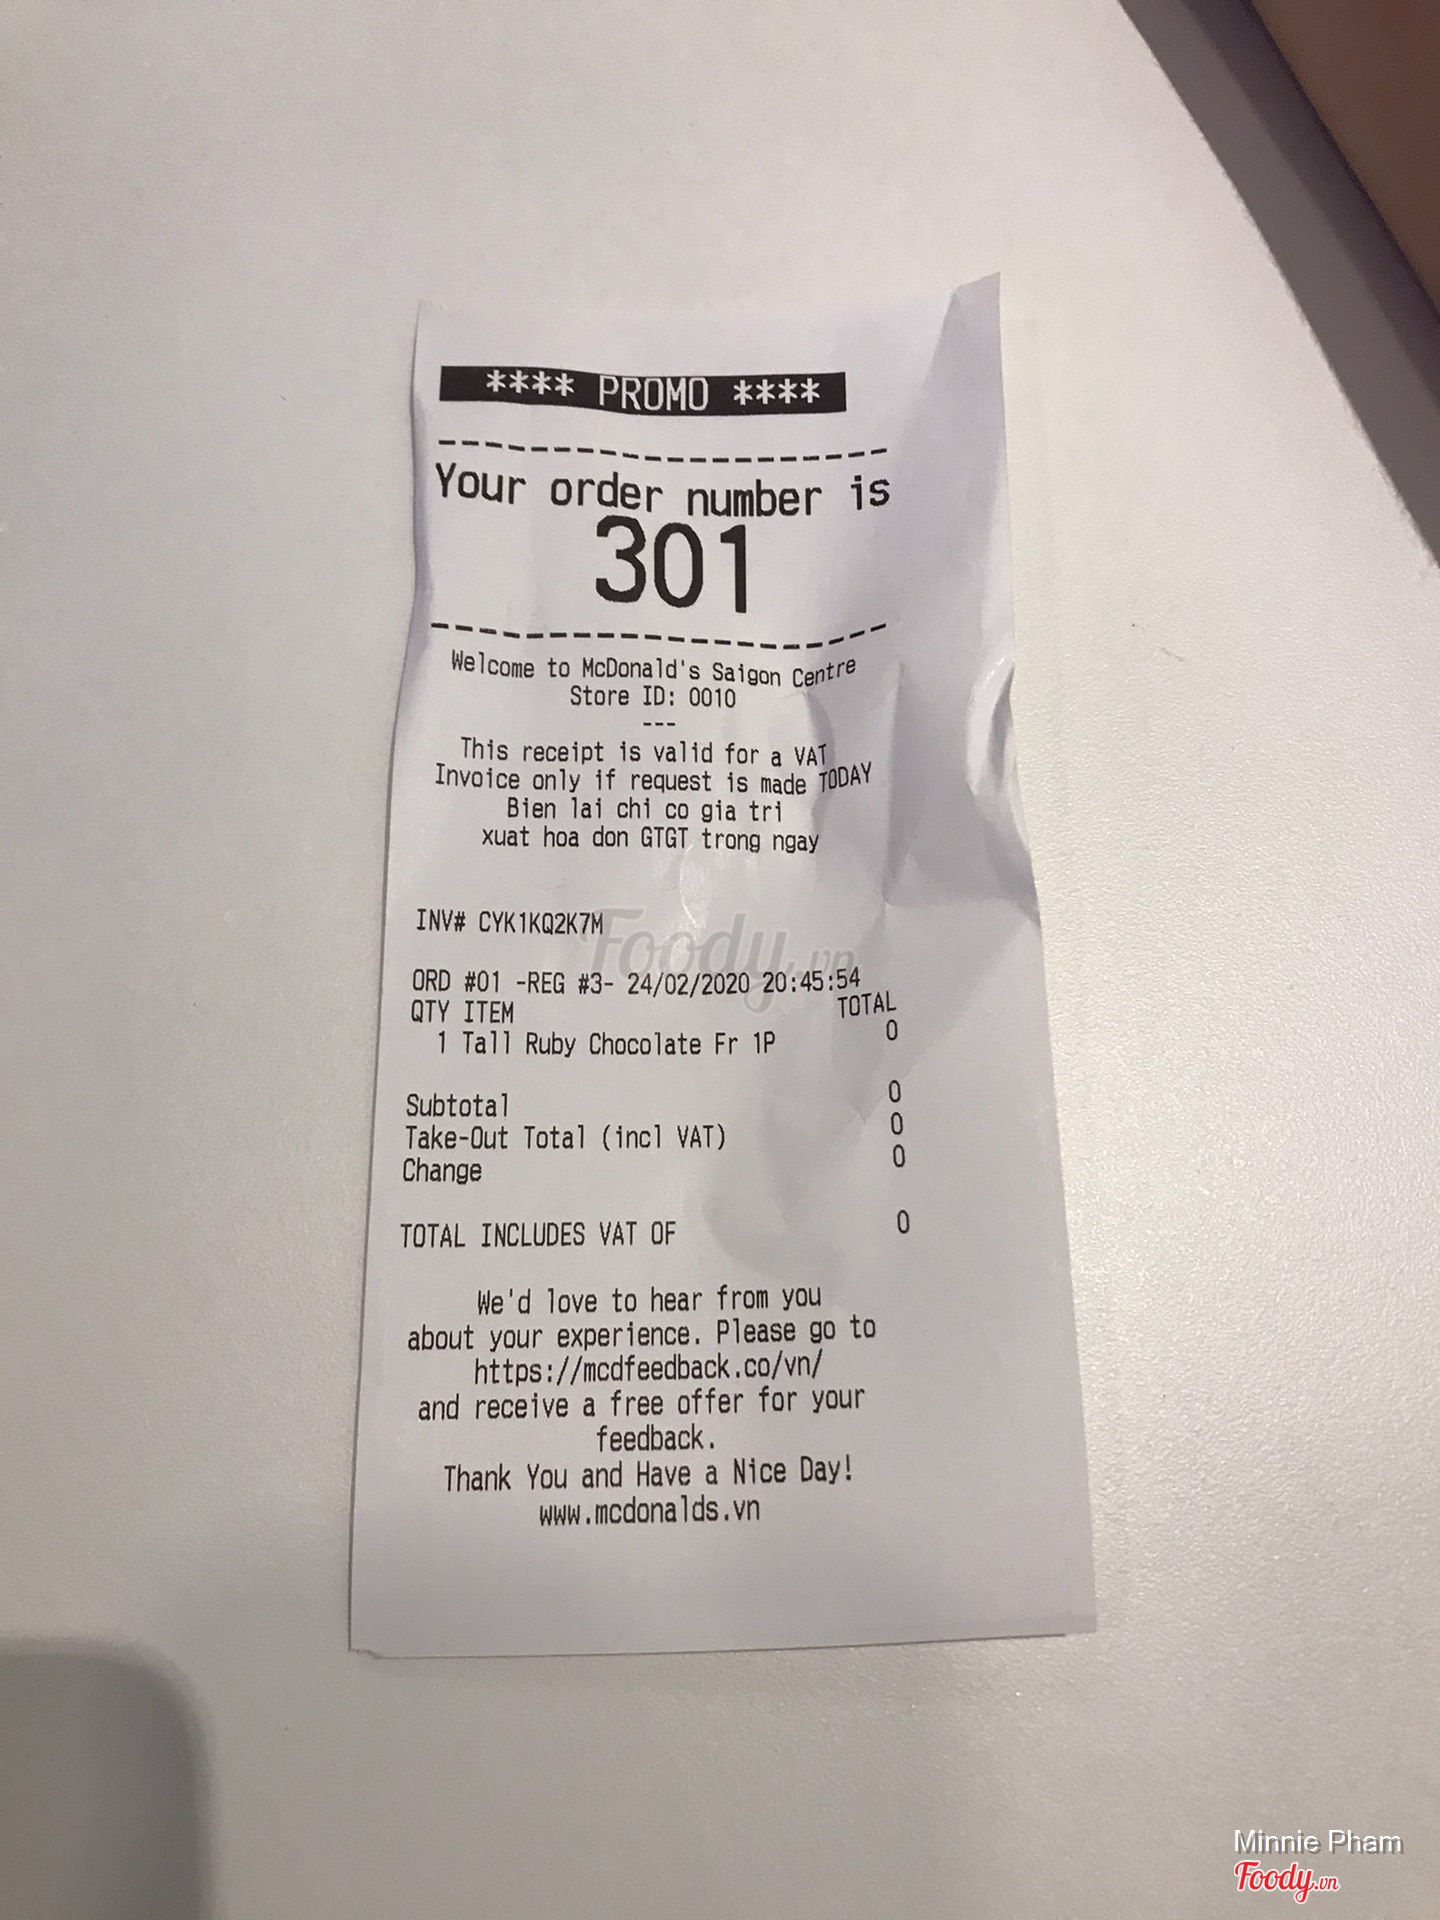 **** PROMO ****
Your order number is
301
Welcome to McDonald's Saigon Centre
Store ID: 0010
---
This receipt is valid for a VAT
Invoice only if request is made TODAY
Bien lai chi co gia tri
xuat hoa don GTGT trong ngay
INV# CYK1KQ2K7M
Foody.vn
ORD #01 -REG #3- 24/02/2020 20:45:54
QTY ITEM TOTAL
1 Tall Ruby Chocolate Fr 1P 0
Subtotal 0
Take-Out Total (incl VAT) 0
Change 0
TOTAL INCLUDES VAT OF 0
We'd love to hear from you
about your experience. Please go to
https://mcdfeedback.co/vn/
and receive a free offer for your
feedback.
Thank You and Have a Nice Day!
www.mcdonalds.vn
Minnie Pham
Foody.vn